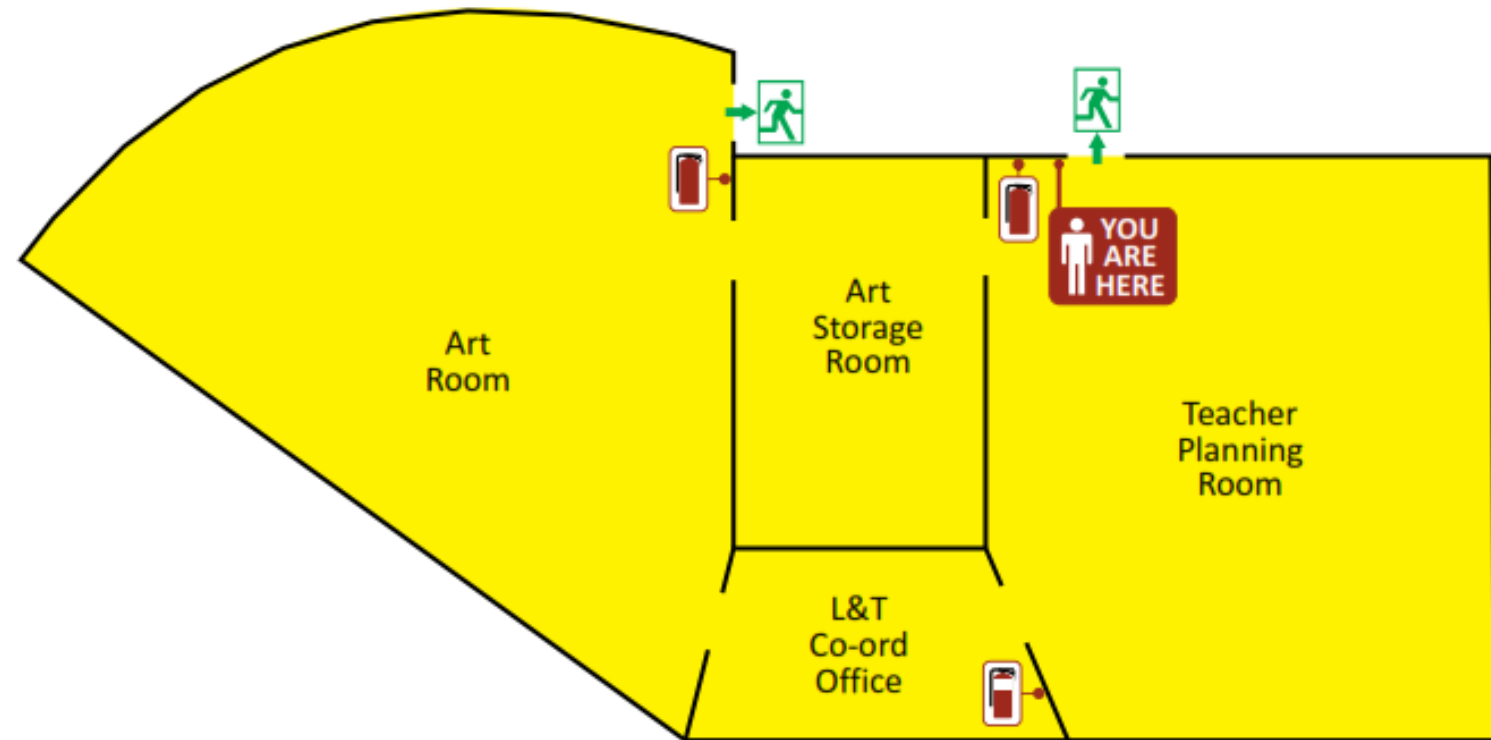 YOU
ARE
HERE
Art
Storage
Room
Art
Room
Teacher
Planning
Room
L&T
Co-ord
Office